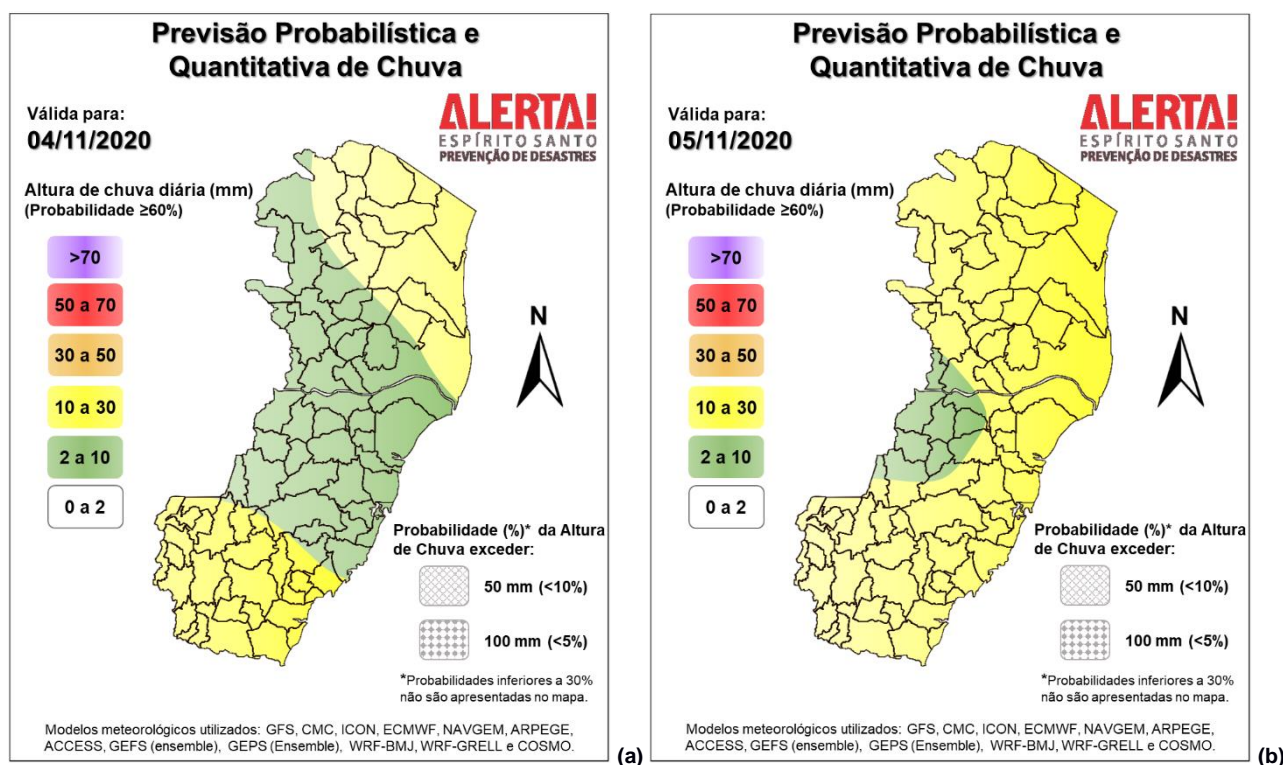 Previsão Probabilística e
Quantitativa de Chuva
Válida para:
04/11/2020
ALERTA!
ESPÍRITO SANTO
PREVENÇÃO DE DESASTRES
Altura de chuva diária (mm)
(Probabilidade ≥60%)
>70
50 a 70
30 a 50
10 a 30
2 a 10
0 a 2
N
Probabilidade (%)* da Altura
de Chuva exceder:
50 mm (<10%)
100 mm (<5%)
*Probabilidades inferiores a 30%
não são apresentadas no mapa.
Modelos meteorológicos utilizados: GFS, CMC, ICON, ECMWF, NAVGEM, ARPEGE,
ACCESS, GEFS (ensemble), GEPS (Ensemble), WRF-BMJ, WRF-GRELL e COSMO.
(a)
Previsão Probabilística e
Quantitativa de Chuva
Válida para:
05/11/2020
ALERTA!
ESPÍRITO SANTO
PREVENÇÃO DE DESASTRES
Altura de chuva diária (mm)
(Probabilidade ≥60%)
>70
50 a 70
30 a 50
10 a 30
2 a 10
0 a 2
N
Probabilidade (%)* da Altura
de Chuva exceder:
50 mm (<10%)
100 mm (<5%)
*Probabilidades inferiores a 30%
não são apresentadas no mapa.
Modelos meteorológicos utilizados: GFS, CMC, ICON, ECMWF, NAVGEM, ARPEGE,
ACCESS, GEFS (ensemble), GEPS (Ensemble), WRF-BMJ, WRF-GRELL e COSMO.
(b)